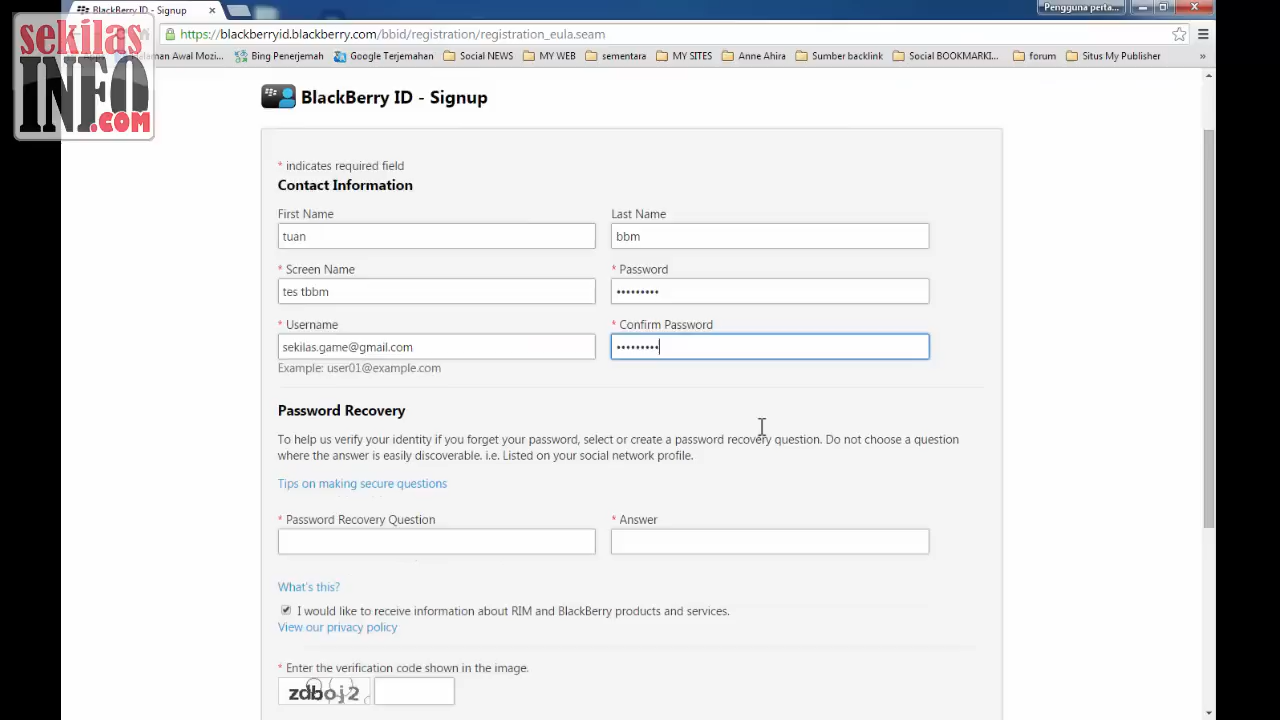 BlackBerry ID - Signup
Pengguna perta...
https://blackberryid.blackberry.com/bbid/registration/registration_eula.seam
sekilas
INFO
.com
laman Awal Mozi...
Bing Penerjemah
Google Terjemahan
Social NEWS
MY WEB
sementara
MY SITES
Anne Ahira
Sumber backlink
Social BOOKMARKI...
forum
Situs My Publisher
»
BlackBerry ID - Signup
* indicates required field
Contact Information
First Name
Last Name
tuan
bbm
* Screen Name
* Password
tes tbbm
•••••••••
* Username
* Confirm Password
sekilas.game@gmail.com
•••••••••
Example: user01@example.com
Password Recovery
To help us verify your identity if you forget your password, select or create a password recovery question. Do not choose a question
where the answer is easily discoverable. i.e. Listed on your social network profile.
Tips on making secure questions
* Password Recovery Question
* Answer
What's this?
I would like to receive information about RIM and BlackBerry products and services.
View our privacy policy
* Enter the verification code shown in the image.
zdboj2